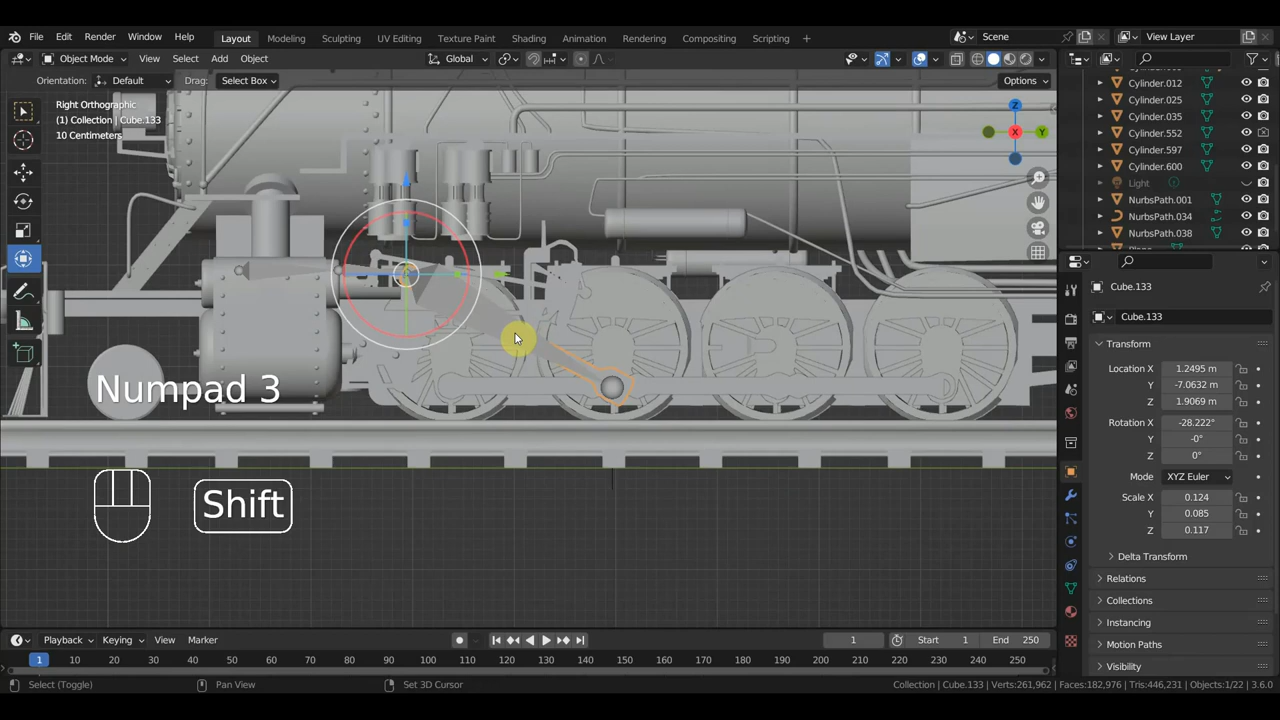 File Edit Render Window Help Layout Modeling Sculpting UV Editing Texture Paint Shading Animation Rendering Compositing Scripting + Scene View Layer
Object Mode View Select Add Object Global
Orientation: Default Drag: Select Box Options
Right Orthographic
(1) Collection | Cube.133
10 Centimeters
Z
X
Y
Cylinder.012
Cylinder.025
Cylinder.035
Cylinder.552
Cylinder.597
Cylinder.600
Light
NurbsPath.001
NurbsPath.034
NurbsPath.038
Cube.133
Cube.133
Transform
Location X 1.2495 m
Y -7.0632 m
Z 1.9069 m
Rotation X -28.222°
Y -0°
Z 0°
Mode XYZ Euler
Scale X 0.124
Y 0.085
Z 0.117
Delta Transform
Relations
Collections
Instancing
Motion Paths
Visibility
Numpad 3
Shift
Playback Keying View Marker 1 Start 1 End 250
1 10 20 30 40 50 60 70 80 90 100 110 120 130 140 150 160 170 180 190 200 210 220 230 240 250
Select (Toggle) Pan View Set 3D Cursor Collection | Cube.133 | Verts:261,962 | Faces:182,976 | Tris:446,231 | Objects:1/22 | 3.6.0